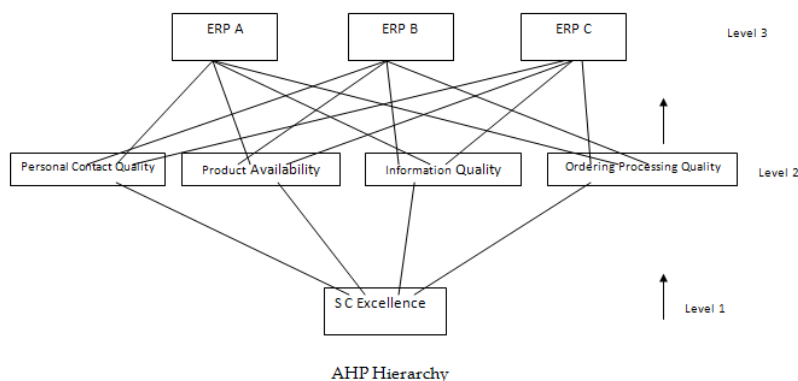 ERP A
ERP B
ERP C
Level 3
Personal Contact Quality
Product Availability
Information Quality
Ordering Processing Quality
Level 2
S C Excellence
Level 1
AHP Hierarchy